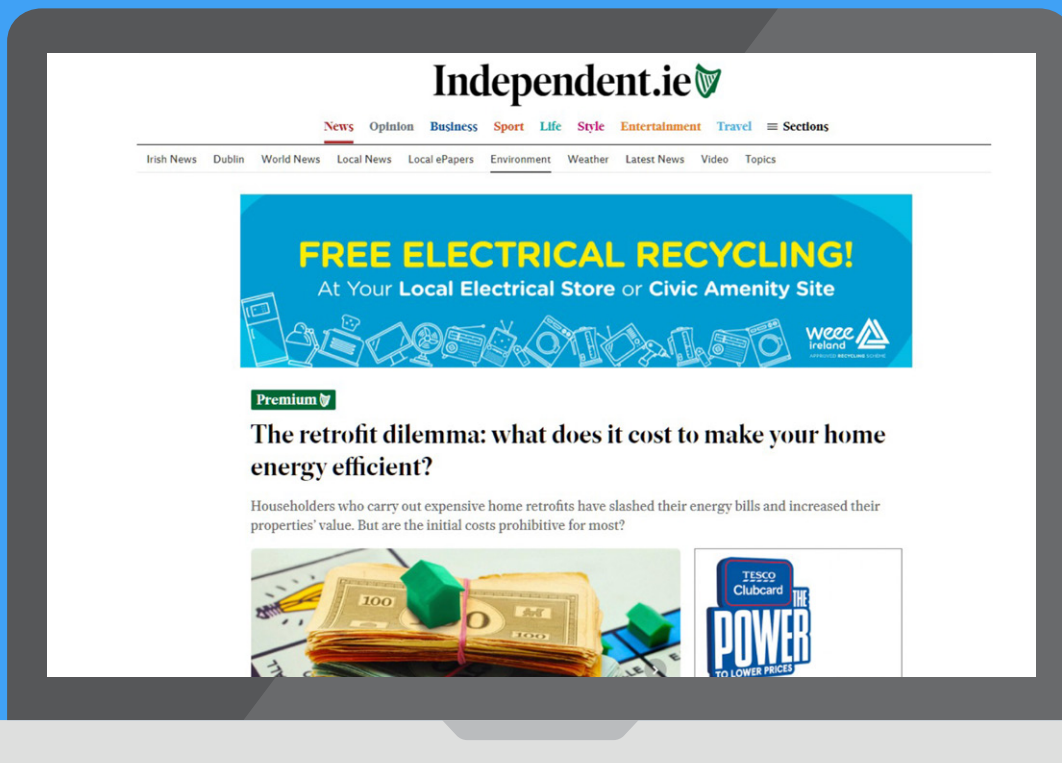 Independent.ie
News Opinion Business Sport Life Style Entertainment Travel Sections
Irish News Dublin World News Local News Local ePapers Environment Weather Latest News Video Topics
FREE ELECTRICAL RECYCLING!
At Your Local Electrical Store or Civic Amenity Site
weee
ireland
APPROVED RECYCLING SCHEME
Premium
The retrofit dilemma: what does it cost to make your home
energy efficient?
Householders who carry out expensive home retrofits have slashed their energy bills and increased their
properties' value. But are the initial costs prohibitive for most?
100
100
TESCO
Clubcard
THE
POWER
TO LOWER PRICES